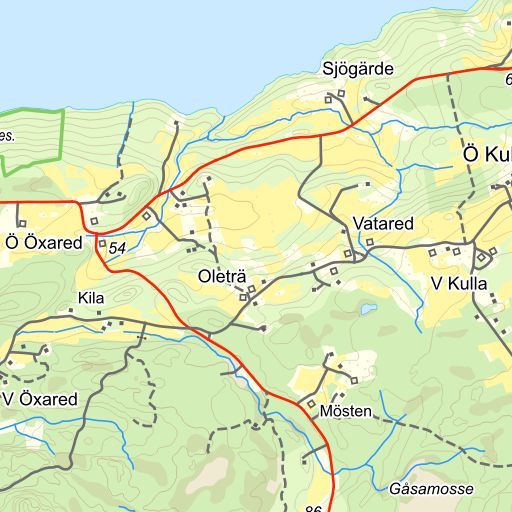 Sjögärde
6
es.
Ö Kul
Vatared
Ö Öxared
54
Oleträ
V Kulla
Kila
V Öxared
Mösten
Gåsamosse
86